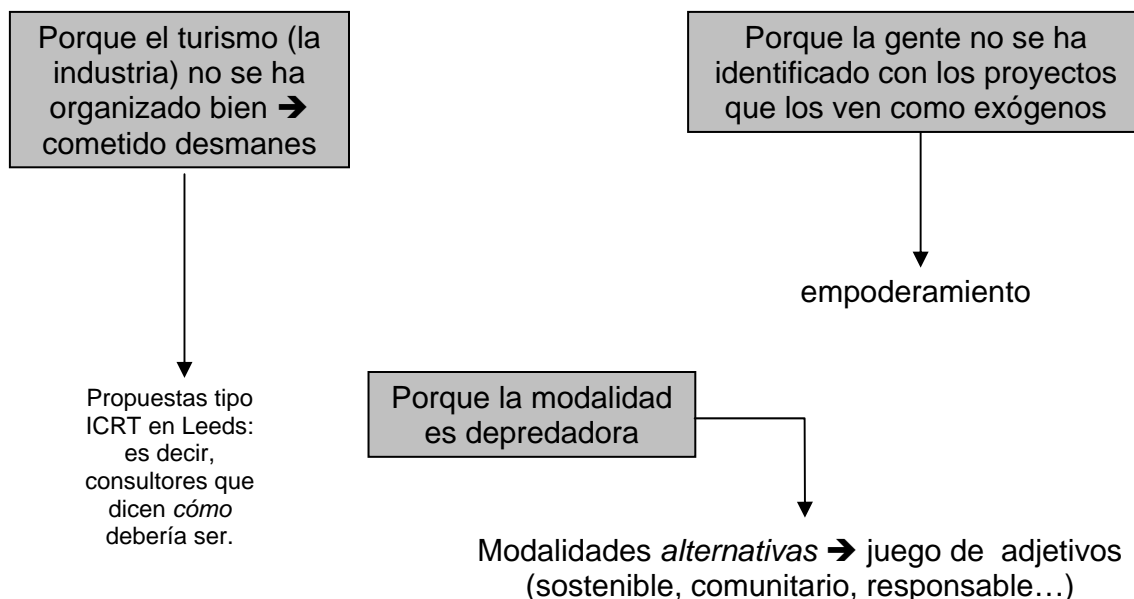 Porque el turismo (la
industria) no se ha
organizado bien ➔
cometido desmanes
Porque la gente no se ha
identificado con los proyectos
que los ven como exógenos
empoderamiento
Propuestas tipo
ICRT en Leeds:
es decir,
consultores que
dicen cómo
debería ser.
Porque la modalidad
es depredadora
Modalidades alternativas ➔ juego de adjetivos
(sostenible, comunitario, responsable…)